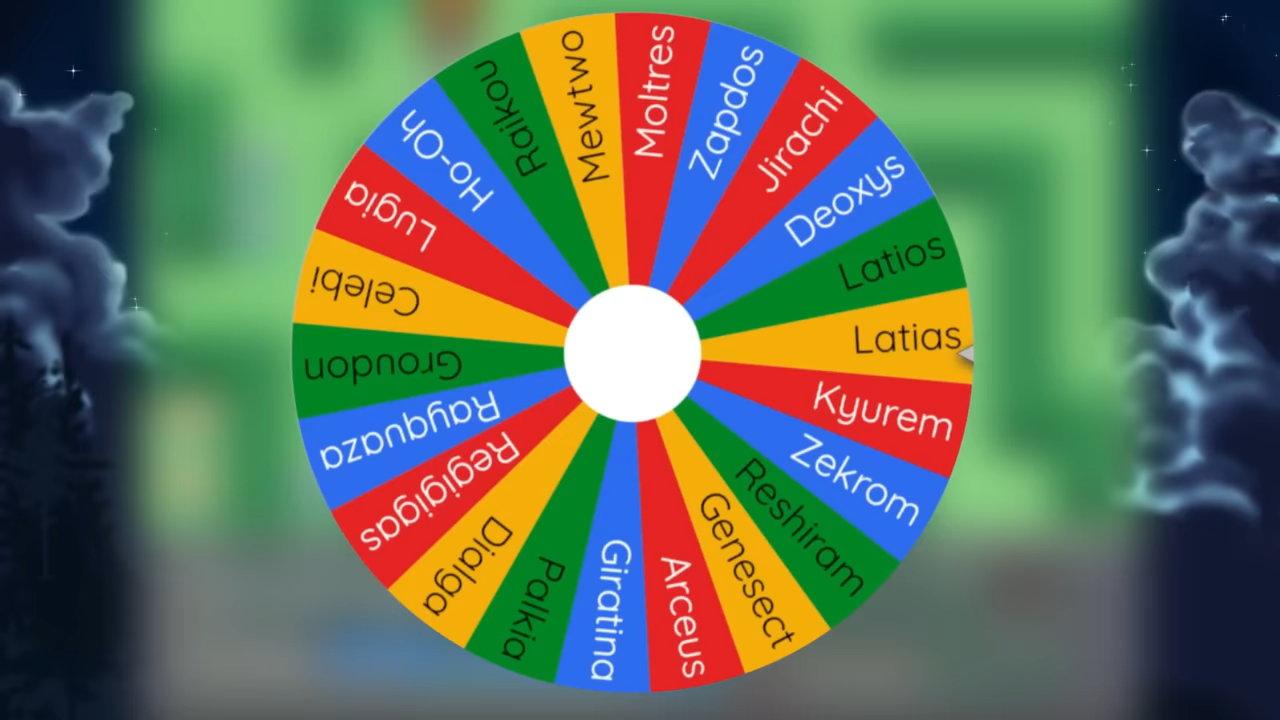 Moltres
Zapdos
Jirachi
Deoxys
Latios
Latias
Kyurem
Zekrom
Reshiram
Genesect
Arceus
Giratina
Palkia
Dialga
Regigigas
Rayquaza
Groudon
Celebi
Lugia
Ho-Oh
Raikou
Mewtwo